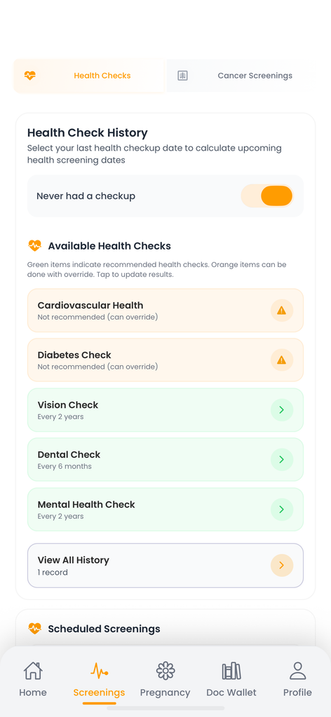 Health Checks
Cancer Screenings
Health Check History
Select your last health checkup date to calculate upcoming
health screening dates
Never had a checkup
Available Health Checks
Green items indicate recommended health checks. Orange items can be
done with override. Tap to update results.
Cardiovascular Health
Not recommended (can override)
Diabetes Check
Not recommended (can override)
Vision Check
Every 2 years
Dental Check
Every 6 months
Mental Health Check
Every 2 years
View All History
1 record
Scheduled Screenings
Home
Screenings
Pregnancy
Doc Wallet
Profile